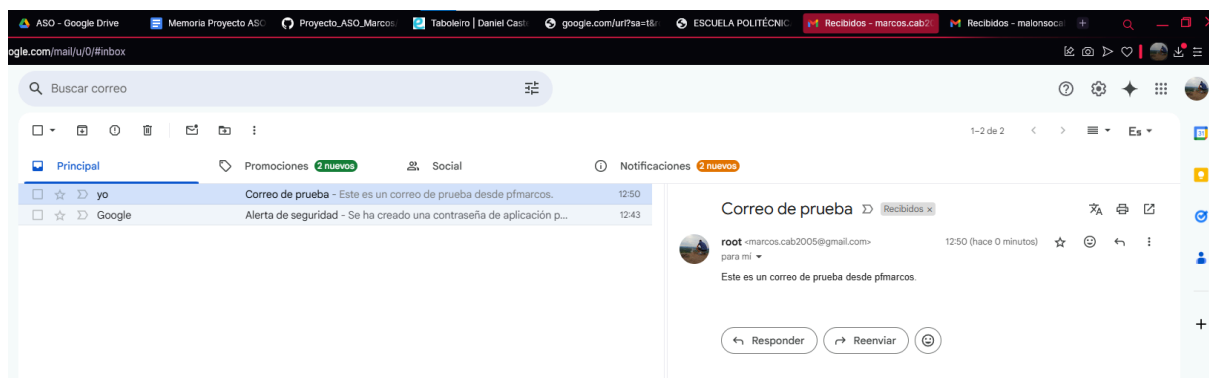 ASO - Google Drive Memoria Proyecto ASO Proyecto_ASO_Marcos. Taboleiro | Daniel Cast google.com/url?sa=t& ESCUELA POLITÉCNIC Recibidos - marcos.cab20 Recibidos - malonsoca
ogle.com/mail/u/0/#inbox
Buscar correo
1–2 de 2 Es
31
Principal Promociones 2 nuevos Social Notificaciones 2 nuevos
yo Correo de prueba - Este es un correo de prueba desde pfmarcos. 12:50
Google Alerta de seguridad - Se ha creado una contraseña de aplicación p... 12:43
Correo de prueba Recibidos x
root <marcos.cab2005@gmail.com> 12:50 (hace 0 minutos)
para mí
Este es un correo de prueba desde pfmarcos.
Responder Reenviar